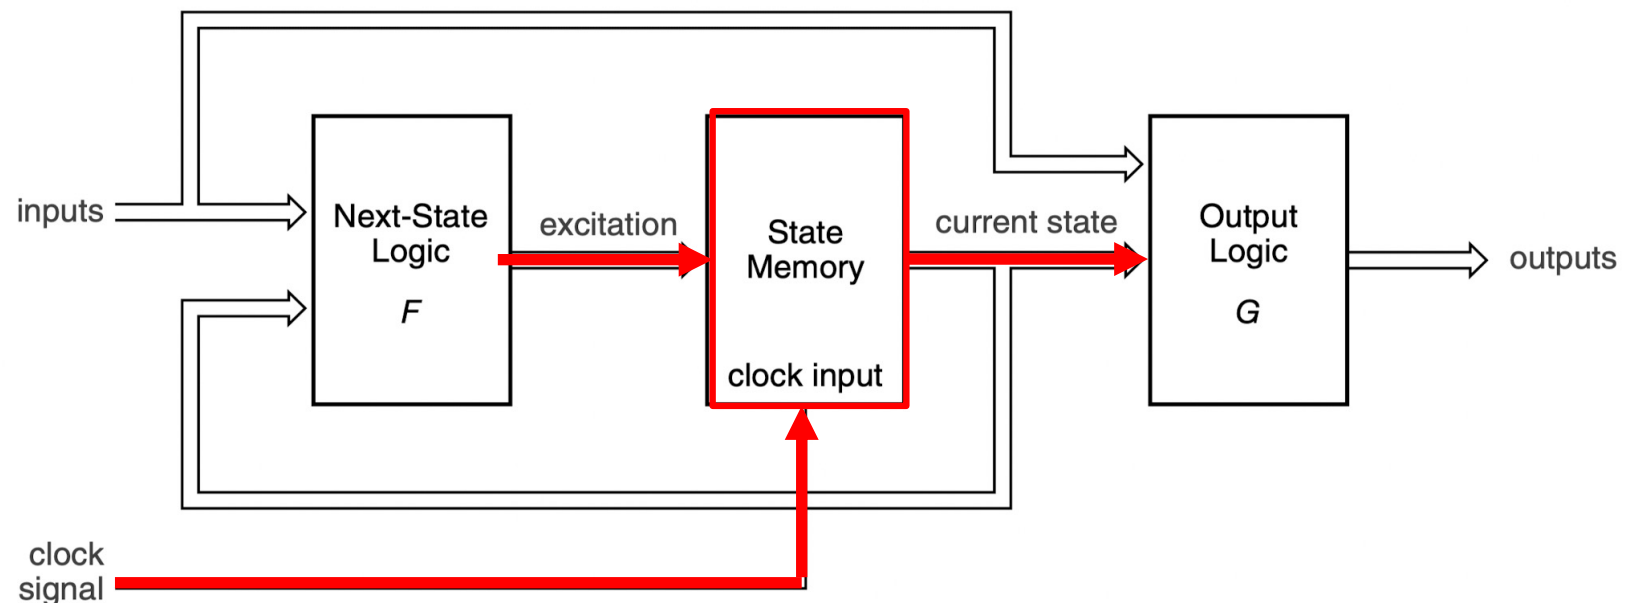 inputs
Next-State
Logic
F
excitation
State
Memory
clock input
current state
Output
Logic
G
outputs
clock
signal